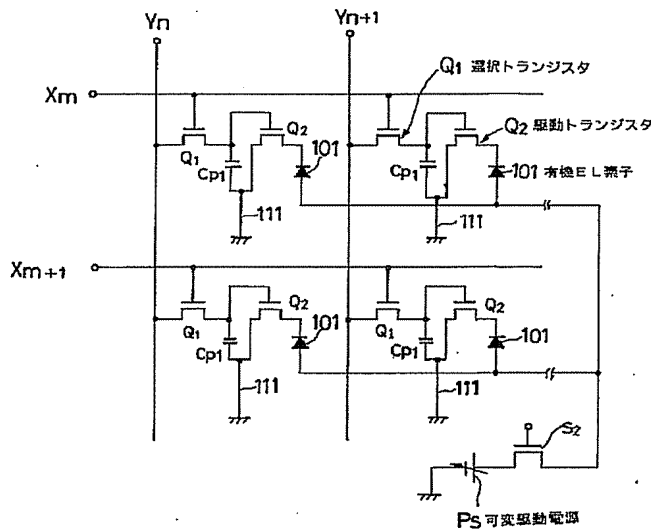 Yn Yn+1
Q1 選択トランジスタ
Xm
Q2 駆動トランジスタ
Q1 Q2 101 Cp1 111
101 有機EL素子
Cp1 111
Xm+1
Q1 Q2 101 Cp1 111
Q1 Q2 101 Cp1 111
S2
Ps 可変駆動電源